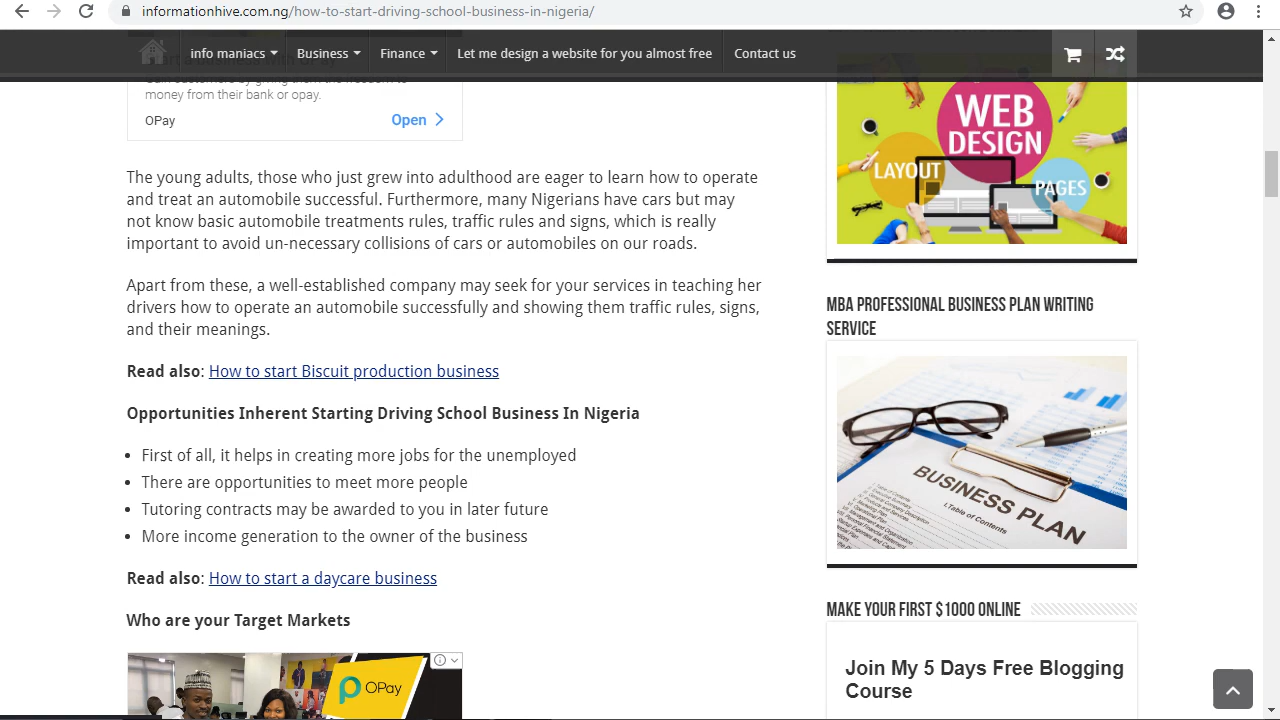 informationhive.com.ng/how-to-start-driving-school-business-in-nigeria/
info maniacs
Business
Finance
Let me design a website for you almost free
Contact us
money from their bank or opay.
OPay
Open
The young adults, those who just grew into adulthood are eager to learn how to operate
and treat an automobile successful. Furthermore, many Nigerians have cars but may
not know basic automobile treatments rules, traffic rules and signs, which is really
important to avoid un-necessary collisions of cars or automobiles on our roads.
Apart from these, a well-established company may seek for your services in teaching her
drivers how to operate an automobile successfully and showing them traffic rules, signs,
and their meanings.
Read also: How to start Biscuit production business
Opportunities Inherent Starting Driving School Business In Nigeria
First of all, it helps in creating more jobs for the unemployed
There are opportunities to meet more people
Tutoring contracts may be awarded to you in later future
More income generation to the owner of the business
Read also: How to start a daycare business
Who are your Target Markets
OPay
WEB
DESIGN
LAYOUT
PAGES
MBA PROFESSIONAL BUSINESS PLAN WRITING
SERVICE
BUSINESS PLAN
Table of Contents
MAKE YOUR FIRST $1000 ONLINE
Join My 5 Days Free Blogging
Course